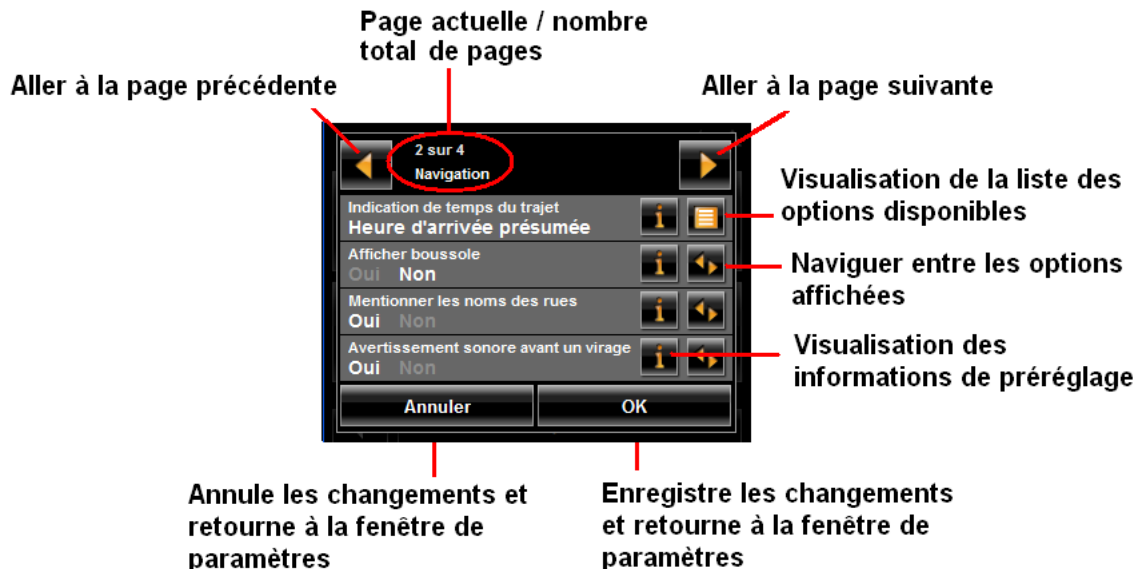 Page actuelle / nombre
total de pages
Aller à la page précédente
Aller à la page suivante
2 sur 4
Navigation
Indication de temps du trajet
Heure d'arrivée présumée
Afficher boussole
Oui Non
Mentionner les noms des rues
Oui Non
Avertissement sonore avant un virage
Oui Non
Annuler OK
Visualisation de la liste des
options disponibles
Naviguer entre les options
affichées
Visualisation des
informations de préréglage
Annule les changements et
retourne à la fenêtre de
paramètres
Enregistre les changements
et retourne à la fenêtre de
paramètres